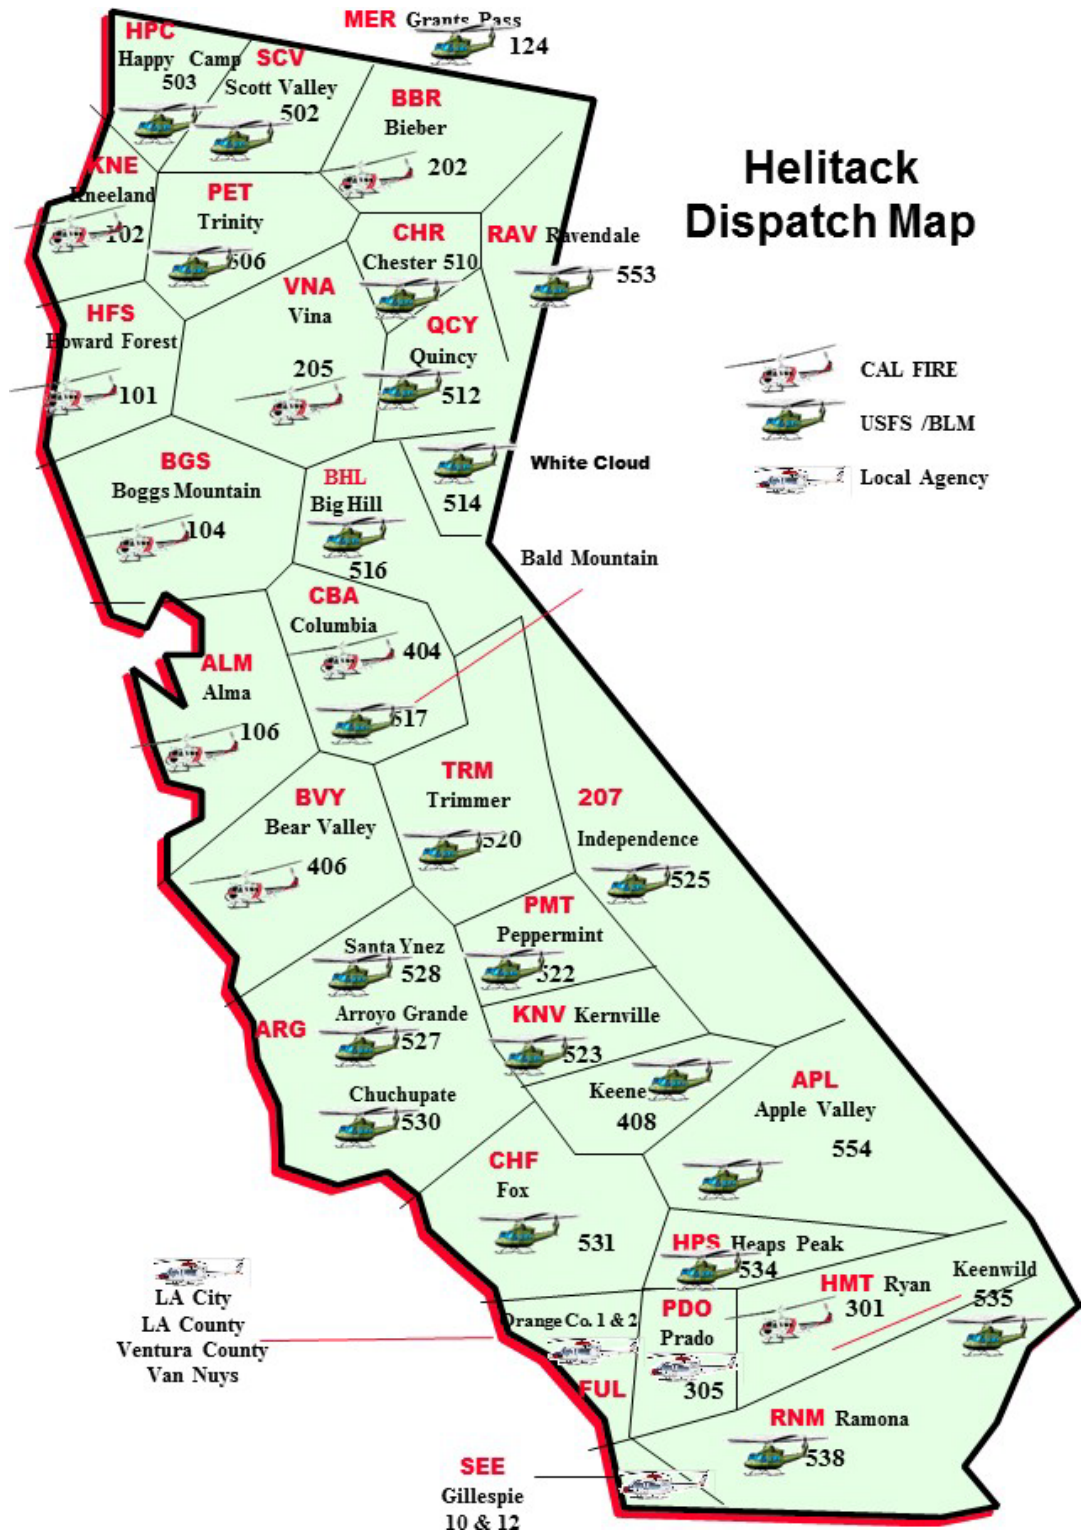 MER Grants Pass
124
HPC
Happy Camp
503
SCV
Scott Valley
502
BBR
Bieber
202
Helitack
Dispatch Map
KNE
Kneeland
102
PET
Trinity
506
CHR
Chester 510
RAV Ravendale
553
HFS
Howard Forest
101
VNA
Vina
205
QCY
Quincy
512
CAL FIRE
USFS /BLM
Local Agency
White Cloud
514
BGS
Boggs Mountain
104
BHL
Big Hill
516
Bald Mountain
CBA
Columbia
404
517
ALM
Alma
106
TRM
Trimmer
520
207
Independence
525
BVY
Bear Valley
406
PMT
Peppermint
522
Santa Ynez
528
ARG
Arroyo Grande
527
KNV Kernville
523
Chuchupate
530
Keene
408
APL
Apple Valley
554
CHF
Fox
531
HPS Heaps Peak
534
HMT Ryan
301
Keenwild
535
LA City
LA County
Ventura County
Van Nuys
Orange Co. 1 & 2
FUL
PDO
Prado
305
RNM Ramona
538
SEE
Gillespie
10 & 12